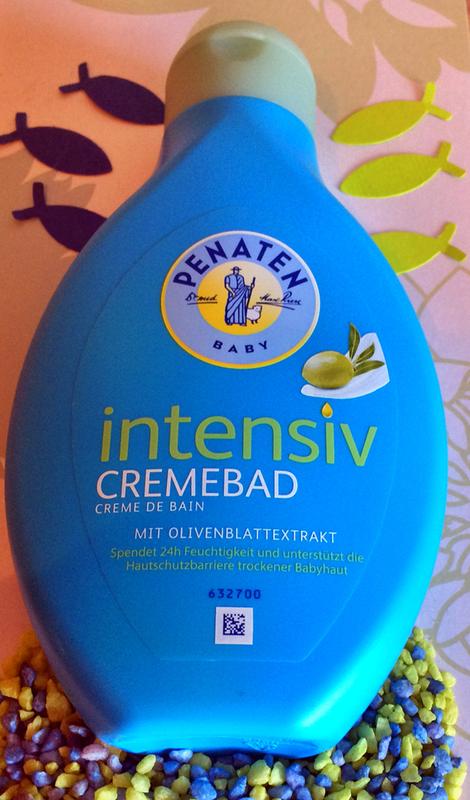 PENATEN
BABY
intensiv
CREMEBAD
CREME DE BAIN
MIT OLIVENBLATTEXTRAKT
Spendet 24h Feuchtigkeit und unterstützt die
Hautschutzbarriere trockener Babyhaut
632700